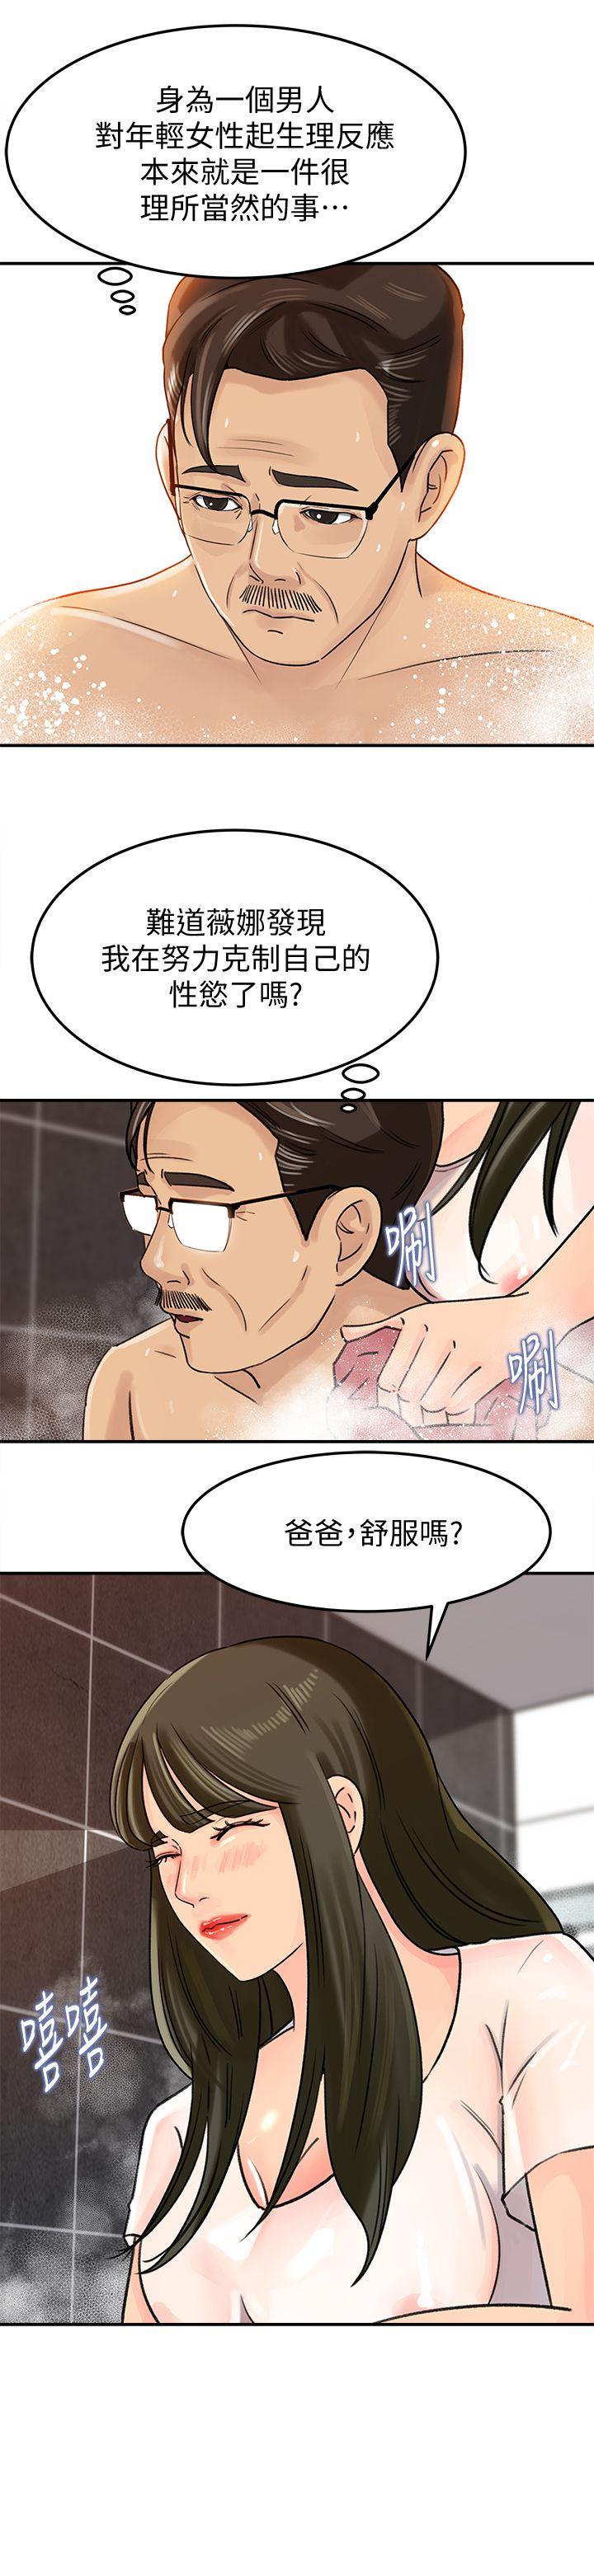 身為一個男人
對年輕女性起生理反應
本來就是一件很
理所當然的事⋯
難道薇娜發現
我在努力克制自己的
性慾了嗎?
唰
唰
爸爸,舒服嗎?
嘻嘻